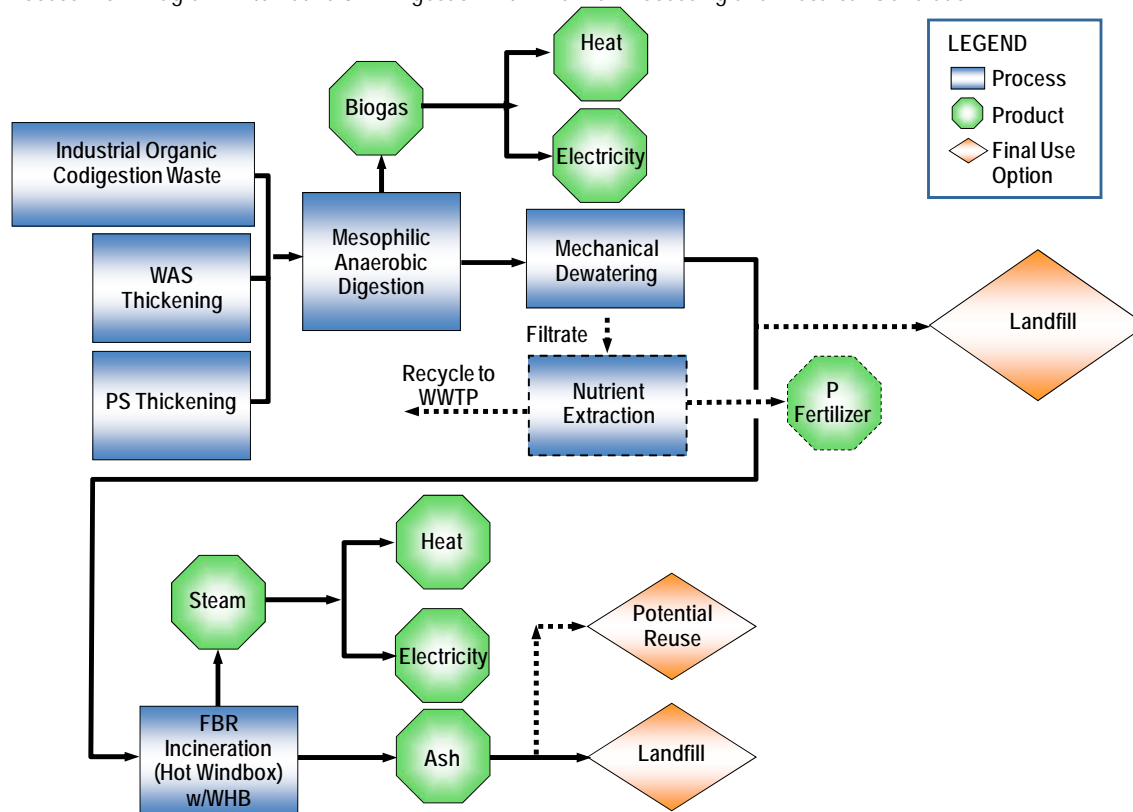 Heat
LEGEND
Process
Biogas
Product
Industrial Organic
Codigestion Waste
Electricity
Final Use
Option
Mesophilic
Anaerobic
Digestion
Mechanical
Dewatering
WAS
Thickening
Landfill
Filtrate
PS Thickening
Recycle to
WWTP
Nutrient
Extraction
P
Fertilizer
Heat
Steam
Potential
Reuse
Electricity
FBR
Incineration
(Hot Windbox)
w/WHB
Ash
Landfill